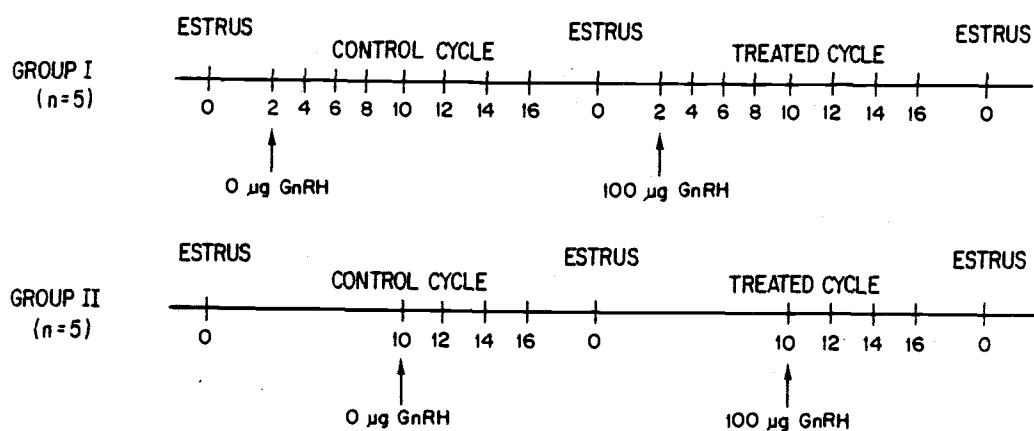 ESTRUS ESTRUS ESTRUS
CONTROL CYCLE TREATED CYCLE
GROUP I
(n=5)
0 2 4 6 8 10 12 14 16 0 2 4 6 8 10 12 14 16 0
0 µg GnRH 100 µg GnRH
ESTRUS ESTRUS ESTRUS
CONTROL CYCLE TREATED CYCLE
GROUP II
(n=5)
0 10 12 14 16 0 10 12 14 16 0
0 µg GnRH 100 µg GnRH